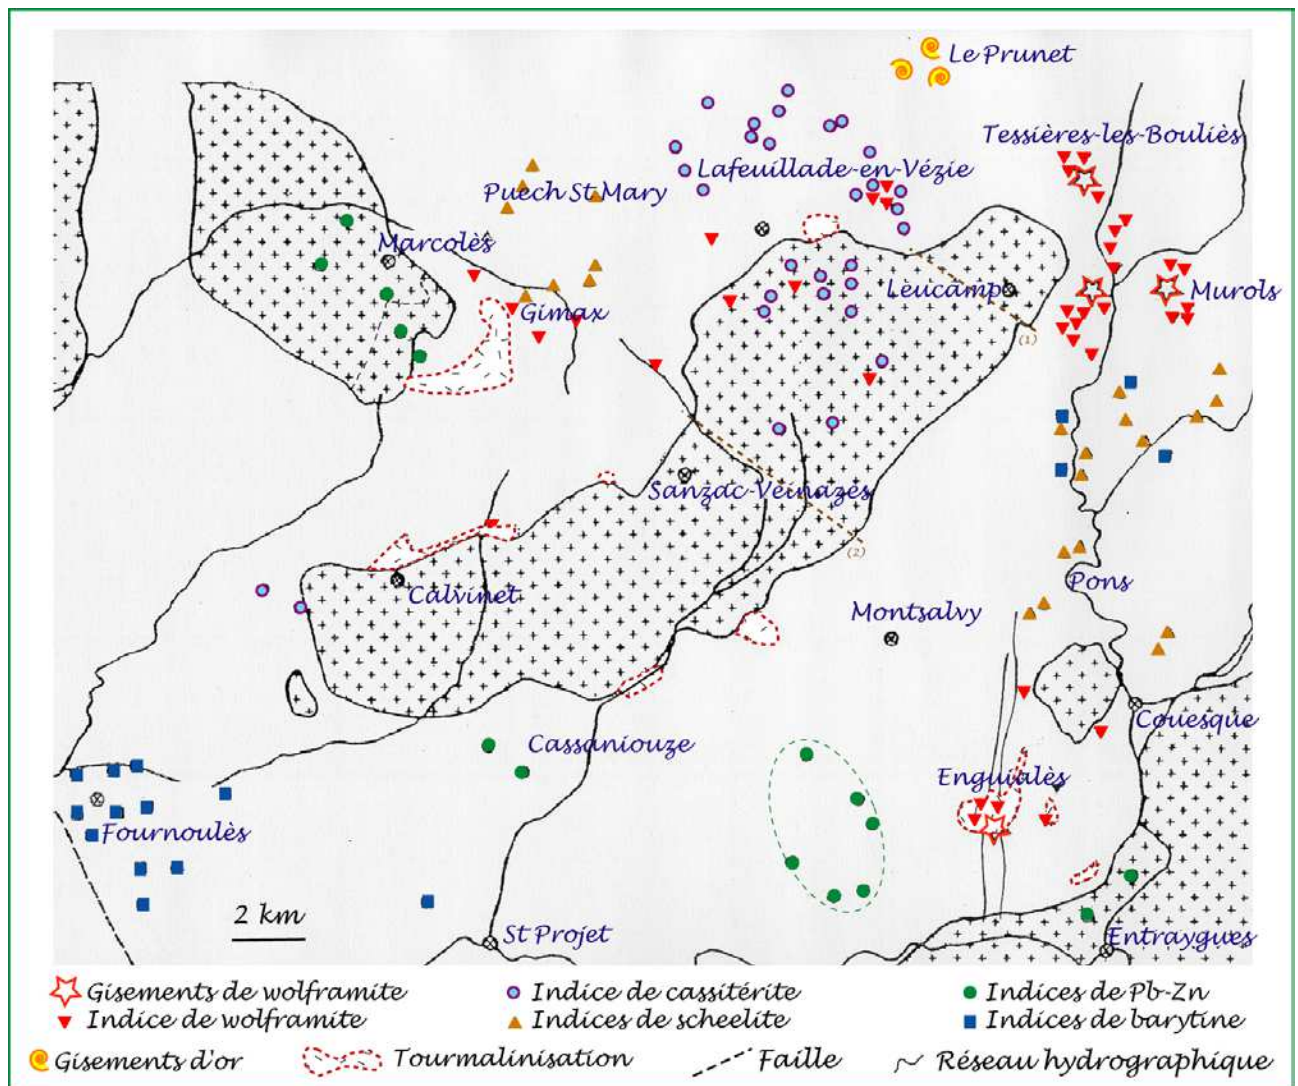 Le Prunet
Tessières-les-Bouliès
Lafeuillade-en-Vézie
Puech St Mary
Marcolès
Leucamp
Murols
Gimax
(1)
Sanzac-Veinazès
(2)
Calvinet
Pons
Montsalvy
Couesque
Cassaniouze
Enguialès
Fournoulès
2 km
St Projet
Entraygues
Gisements de wolframite
Indice de cassitérite
Indices de Pb-Zn
Indice de wolframite
Indices de scheelite
Indices de barytine
Gisements d'or
Tourmalinisation
Faille
Réseau hydrographique